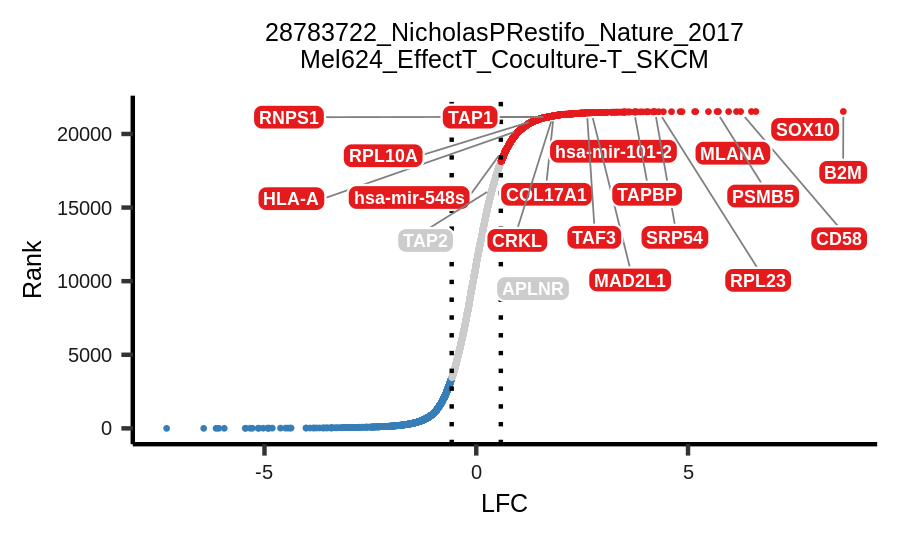 28783722_NicholasPRestifo_Nature_2017
Mel624_EffectT_Coculture-T_SKCM
RNPS1
TAP1
SOX10
RPL10A
hsa-mir-101-2
MLANA
B2M
HLA-A
hsa-mir-548s
COL17A1
TAPBP
PSMB5
TAP2
CRKL
TAF3
SRP54
CD58
MAD2L1
RPL23
APLNR
20000
15000
10000
5000
0
Rank
-5
0
5
LFC